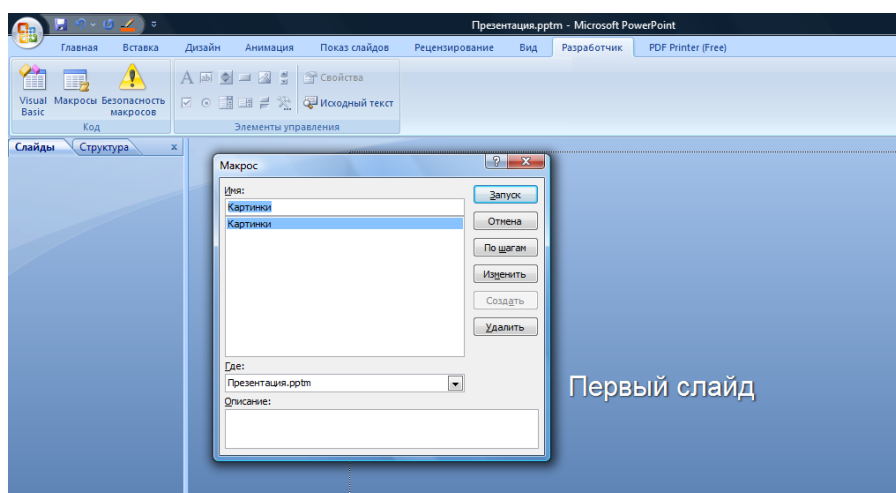 Презентация.pptm - Microsoft PowerPoint
Главная Вставка Дизайн Анимация Показ слайдов Рецензирование Вид Разработчик PDF Printer (Free)
Visual Basic
Макросы
Безопасность макросов
Код
Свойства
Исходный текст
Элементы управления
Слайды Структура x
Макрос
Имя:
Картинки
Картинки
Запуск
Отмена
По шагам
Изменить
Создать
Удалить
Где:
Презентация.pptm
Описание:
Первый слайд